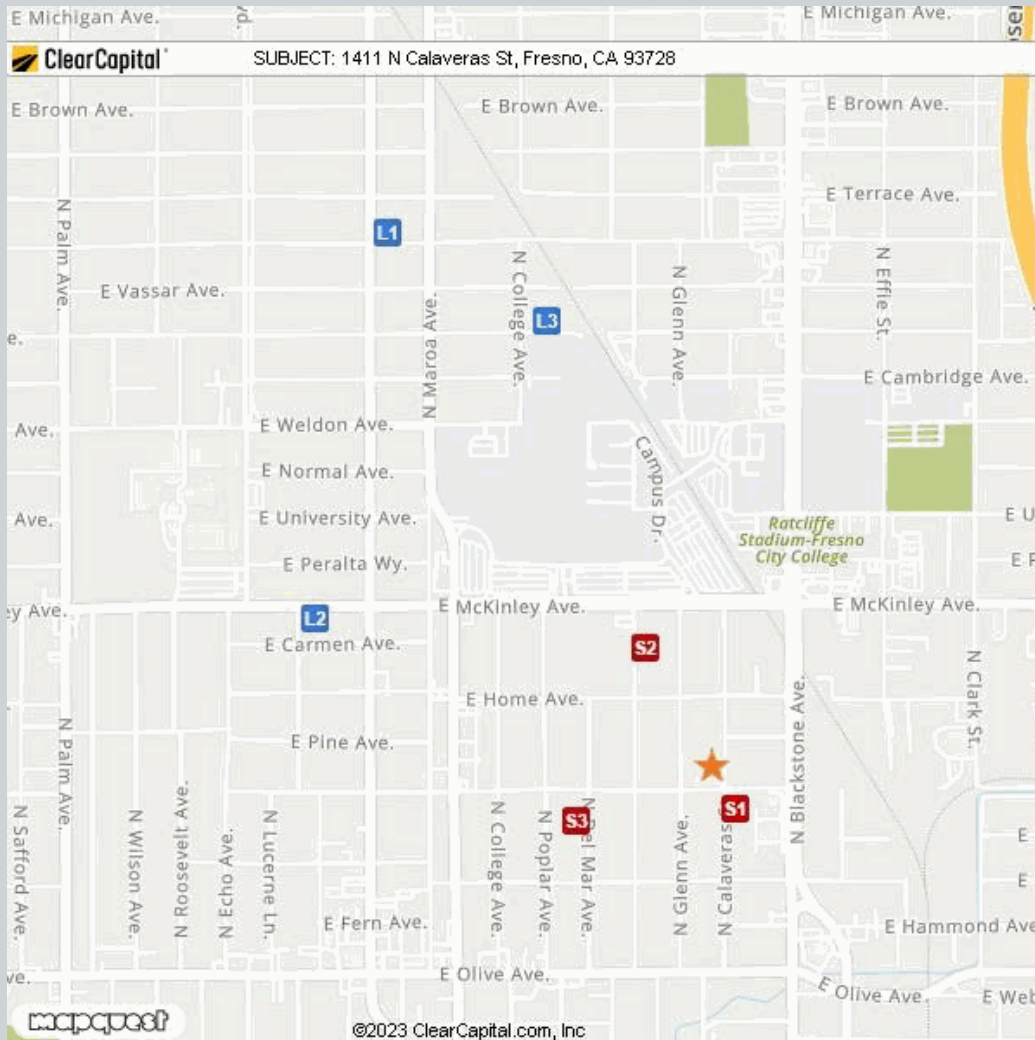 E Michigan Ave.
E Michigan Ave.
ClearCapital
SUBJECT: 1411 N Calaveras St, Fresno, CA 93728
E Brown Ave.
E Brown Ave.
E Brown Ave.
E Terrace Ave.
N Palm Ave.
L1
N College Ave.
N Glenn Ave.
N Effie St.
E Vassar Ave.
N Maroa Ave.
L3
E Cambridge Ave.
Ave.
E Weldon Ave.
E Normal Ave.
Campus Dr.
Ave.
E University Ave.
Ratcliffe
Stadium-Fresno
City College
E Peralta Wy.
E McKinley Ave.
E McKinley Ave.
L2
E Carmen Ave.
S2
N Clark St.
E Home Ave.
N Blackstone Ave.
N Palm Ave.
E Pine Ave.
S1
S3
N Safford Ave.
N Wilson Ave.
N Roosevelt Ave.
N Echo Ave.
N Lucerne Ln.
N College Ave.
N Poplar Ave.
Del Mar Ave.
N Glenn Ave.
N Calaveras
E Fern Ave.
E Hammond Ave
E Olive Ave.
E Olive Ave.
E Web
mapquest
©2023 ClearCapital.com, Inc